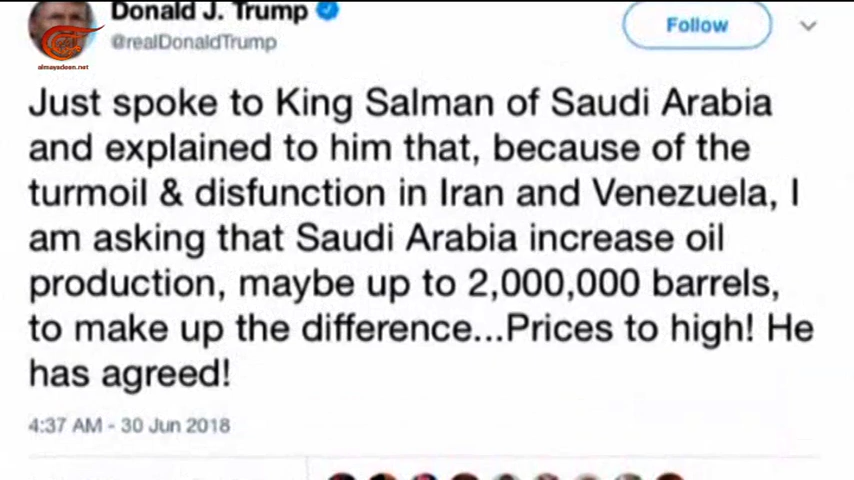 Donald J. Trump
@realDonaldTrump
Follow
almayadeen.net
Just spoke to King Salman of Saudi Arabia
and explained to him that, because of the
turmoil & disfunction in Iran and Venezuela, I
am asking that Saudi Arabia increase oil
production, maybe up to 2,000,000 barrels,
to make up the difference...Prices to high! He
has agreed!
4:37 AM - 30 Jun 2018